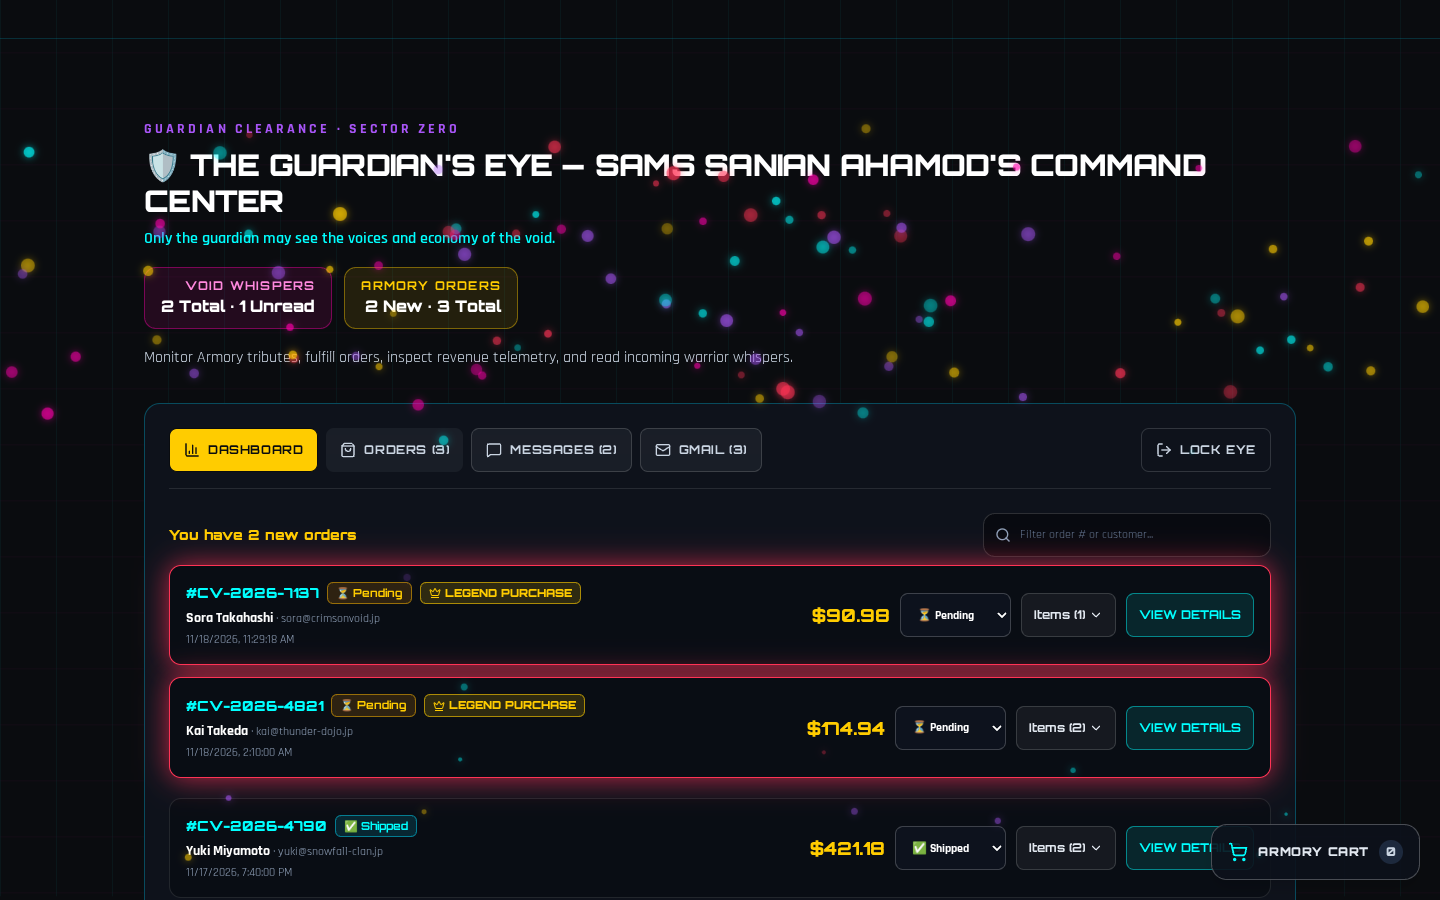 GUARDIAN CLEARANCE · SECTOR ZERO
🛡️ THE GUARDIAN'S EYE — SAMS SANIAN AHAMOD'S COMMAND
CENTER
Only the guardian may see the voices and economy of the void.
VOID WHISPERS
2 Total · 1 Unread
ARMORY ORDERS
2 New · 3 Total
Monitor Armory tributes, fulfill orders, inspect revenue telemetry, and read incoming warrior whispers.
DASHBOARD
ORDERS (3)
MESSAGES (2)
GMAIL (3)
LOCK EYE
You have 2 new orders
Filter order # or customer...
#CV-2026-7137
⏳ Pending
LEGEND PURCHASE
Sora Takahashi · sora@crimsonvoid.jp
11/18/2026, 11:29:18 AM
$90.98
⏳ Pending
Items (1)
VIEW DETAILS
#CV-2026-4821
⏳ Pending
LEGEND PURCHASE
Kai Takeda · kai@thunder-dojo.jp
11/18/2026, 2:10:00 AM
$174.94
⏳ Pending
Items (2)
VIEW DETAILS
#CV-2026-4790
✅ Shipped
Yuki Miyamoto · yuki@snowfall-clan.jp
11/17/2026, 7:40:00 PM
$421.18
✅ Shipped
Items (2)
VIEW DETAILS
ARMORY CART 0